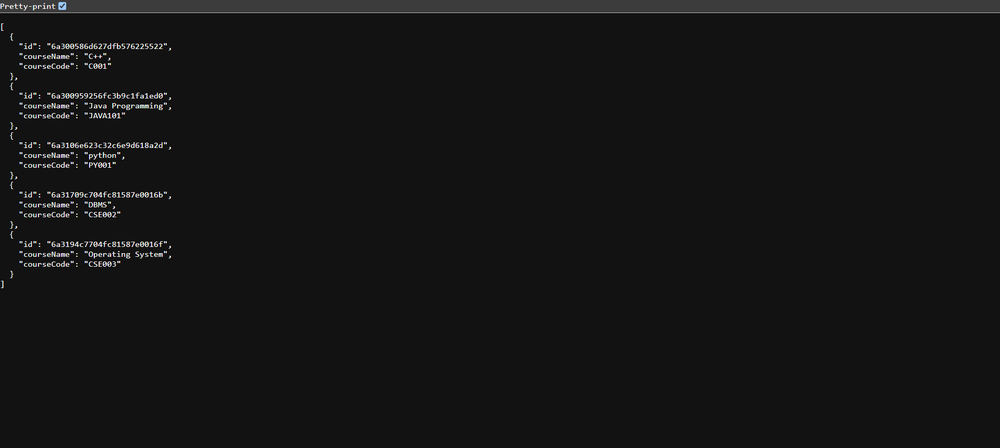 Pretty-print
[
  {
    "id": "6a300586d627dfb576225522",
    "courseName": "C++",
    "courseCode": "C001"
  },
  {
    "id": "6a300959256fc3b9c1fa1ed0",
    "courseName": "Java Programming",
    "courseCode": "JAVA101"
  },
  {
    "id": "6a3106e623c32c6e9d618a2d",
    "courseName": "python",
    "courseCode": "PY001"
  },
  {
    "id": "6a31709c704fc81587e0016b",
    "courseName": "DBMS",
    "courseCode": "CSE002"
  },
  {
    "id": "6a3194c7704fc81587e0016f",
    "courseName": "Operating System",
    "courseCode": "CSE003"
  }
]